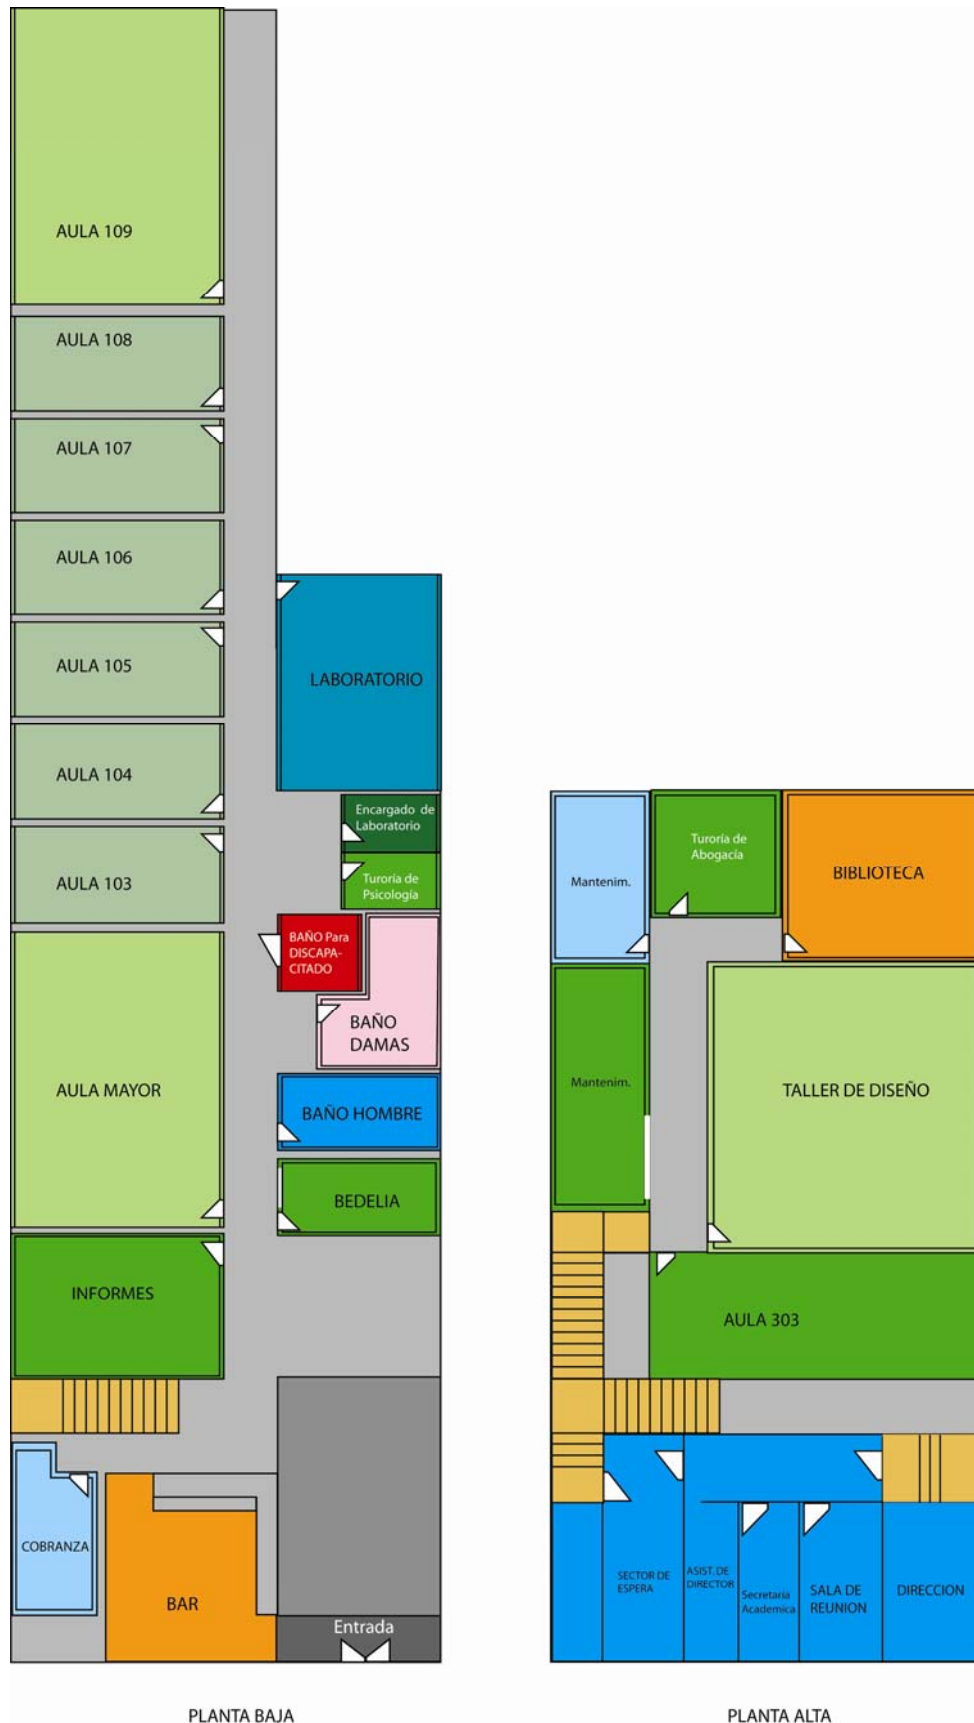 AULA 109
AULA 108
AULA 107
AULA 106
AULA 105
LABORATORIO
AULA 104
Encargado de
Laboratorio
AULA 103
Turoría de
Psicología
BAÑO Para
DISCAPA-
CITADO
BAÑO
DAMAS
AULA MAYOR
BAÑO HOMBRE
BEDELIA
INFORMES
COBRANZA
BAR
Entrada
PLANTA BAJA
Mantenim.
Turoría de
Abogacía
BIBLIOTECA
Mantenim.
TALLER DE DISEÑO
AULA 303
SECTOR DE
ESPERA
ASIST. DE
DIRECTOR
Secretaria
Academica
SALA DE
REUNION
DIRECCION
PLANTA ALTA